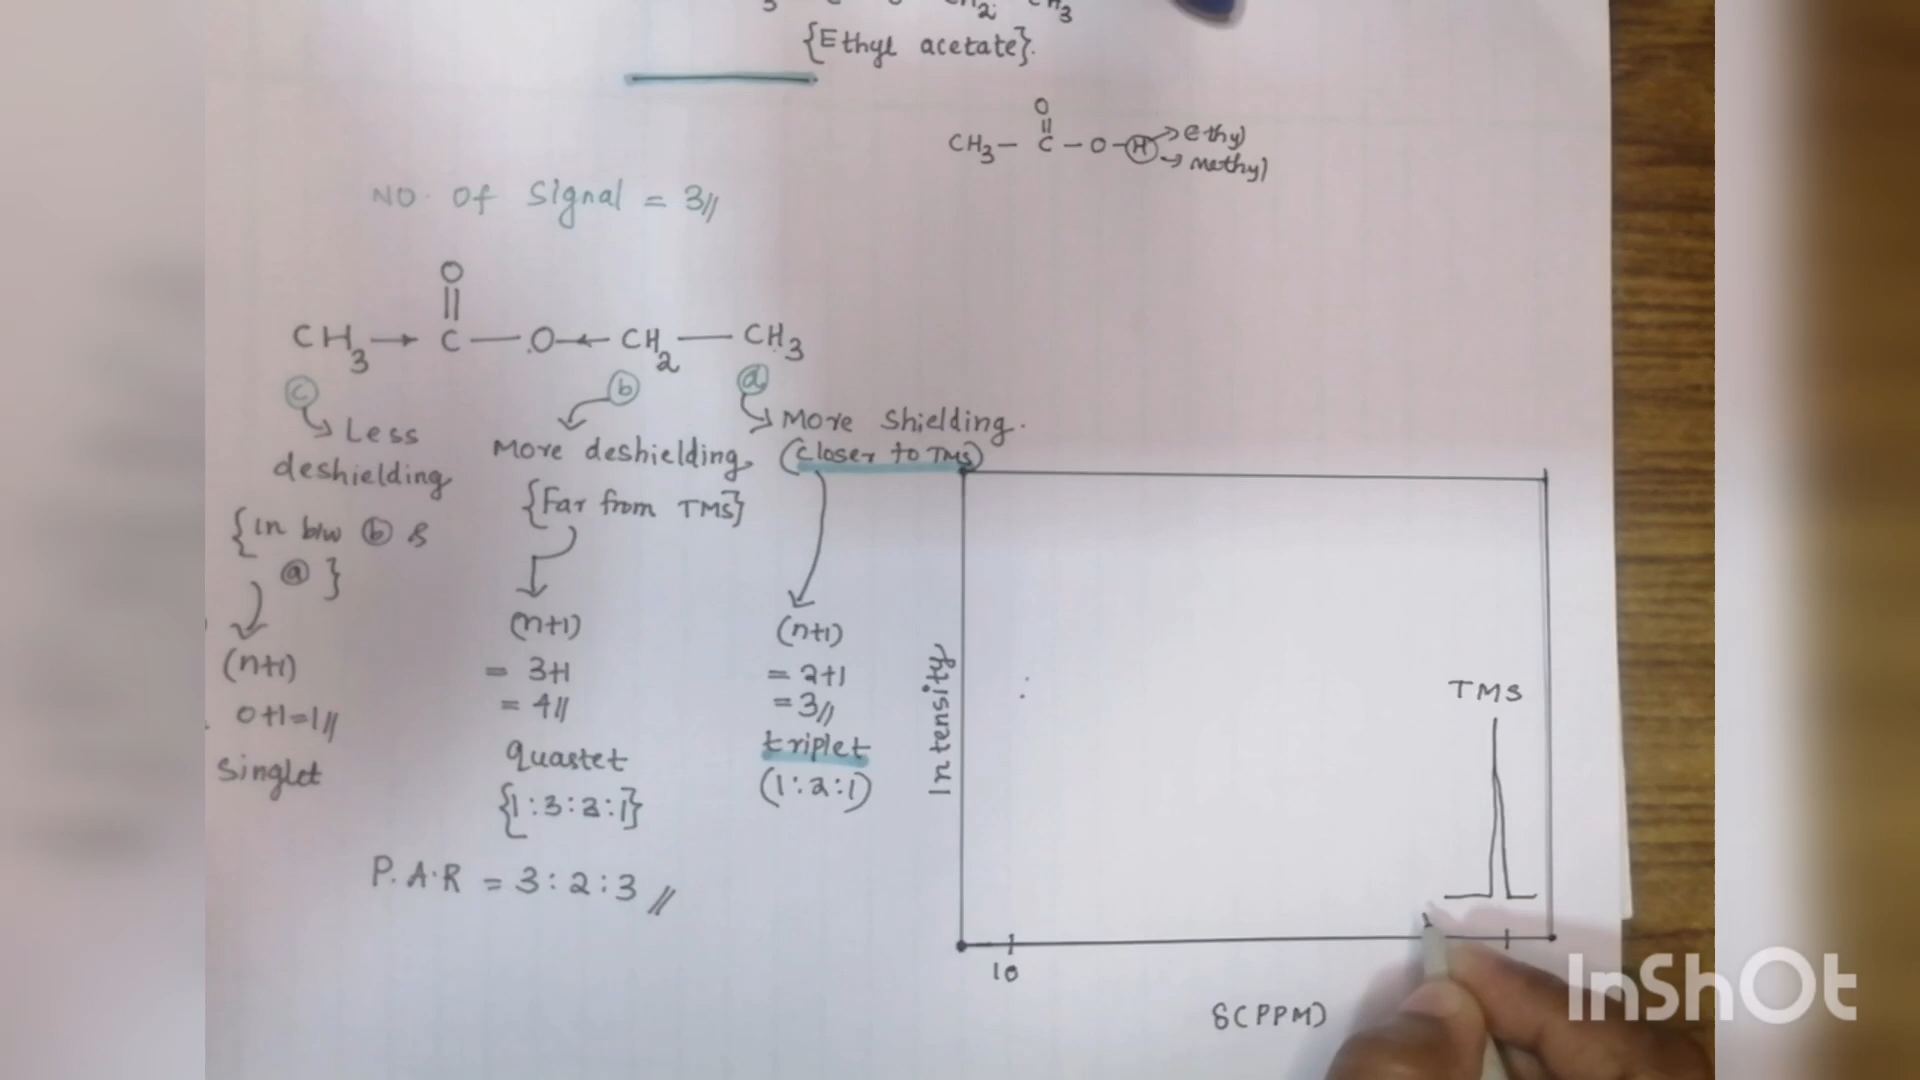 {Ethyl acetate}.
O
||
CH3 – C – O – H → ethyl
→ methyl
NO. Of Signal = 3//
O
||
CH3 → C — O ← CH2 — CH3
c b a
Less deshielding
{in b/w b & a}
(n+1)
0+1=1//
Singlet
More deshielding
{Far from TMS}
(n+1)
= 3+1
= 4//
quartet
{1:3:3:1}
More Shielding.
(closer to TMS)
(n+1)
= 2+1
= 3//
triplet
(1:2:1)
P.A.R = 3:2:3 //
Intensity
TMS
10
δ(PPM)
InShOt